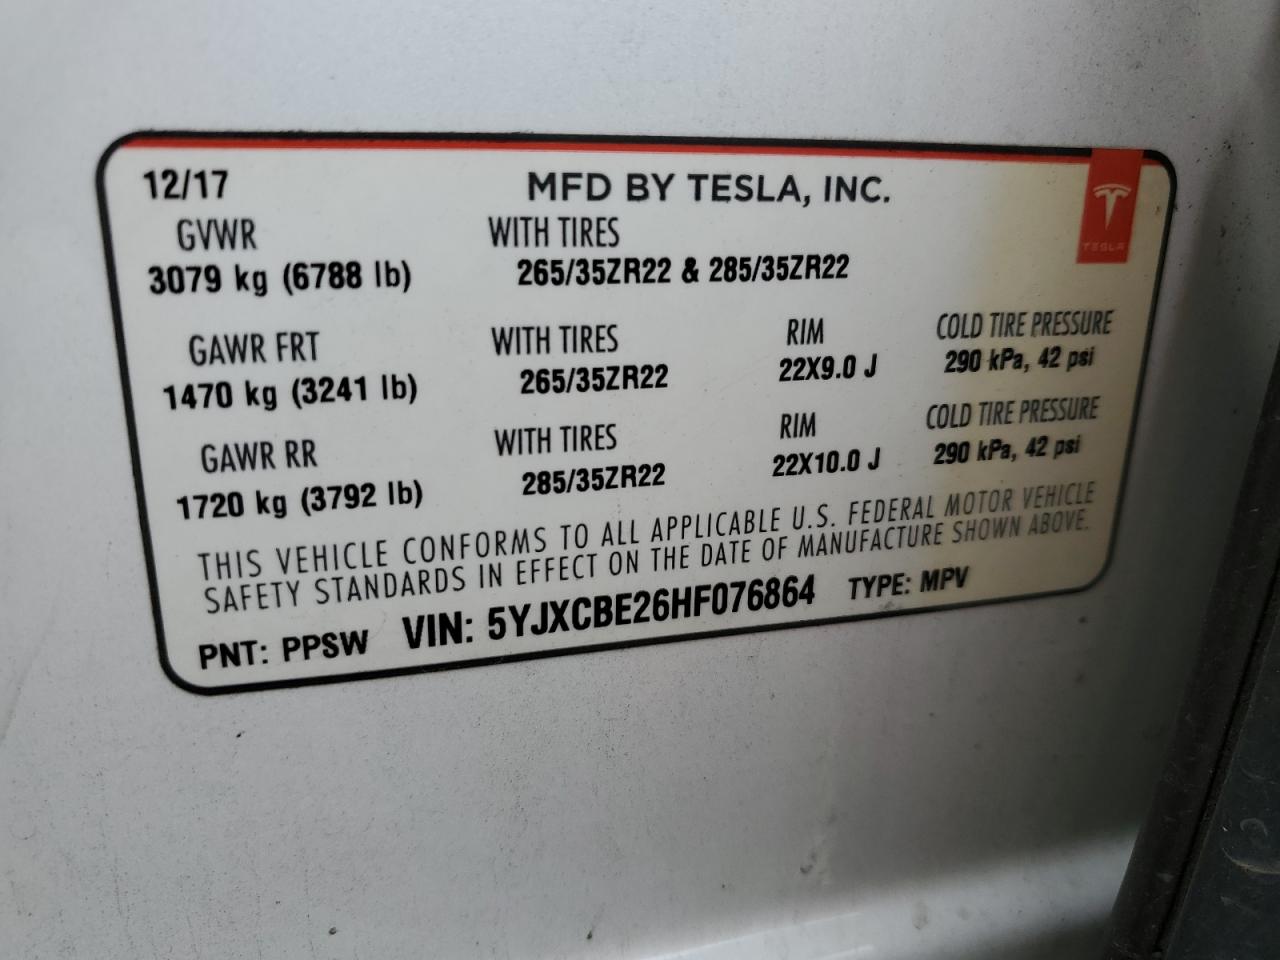 12/17 MFD BY TESLA, INC.
TESLA
GVWR WITH TIRES
3079 kg (6788 lb) 265/35ZR22 & 285/35ZR22
GAWR FRT WITH TIRES RIM COLD TIRE PRESSURE
1470 kg (3241 lb) 265/35ZR22 22X9.0 J 290 kPa, 42 psi
GAWR RR WITH TIRES RIM COLD TIRE PRESSURE
1720 kg (3792 lb) 285/35ZR22 22X10.0 J 290 kPa, 42 psi
THIS VEHICLE CONFORMS TO ALL APPLICABLE U.S. FEDERAL MOTOR VEHICLE
SAFETY STANDARDS IN EFFECT ON THE DATE OF MANUFACTURE SHOWN ABOVE.
PNT: PPSW VIN: 5YJXCBE26HF076864 TYPE: MPV